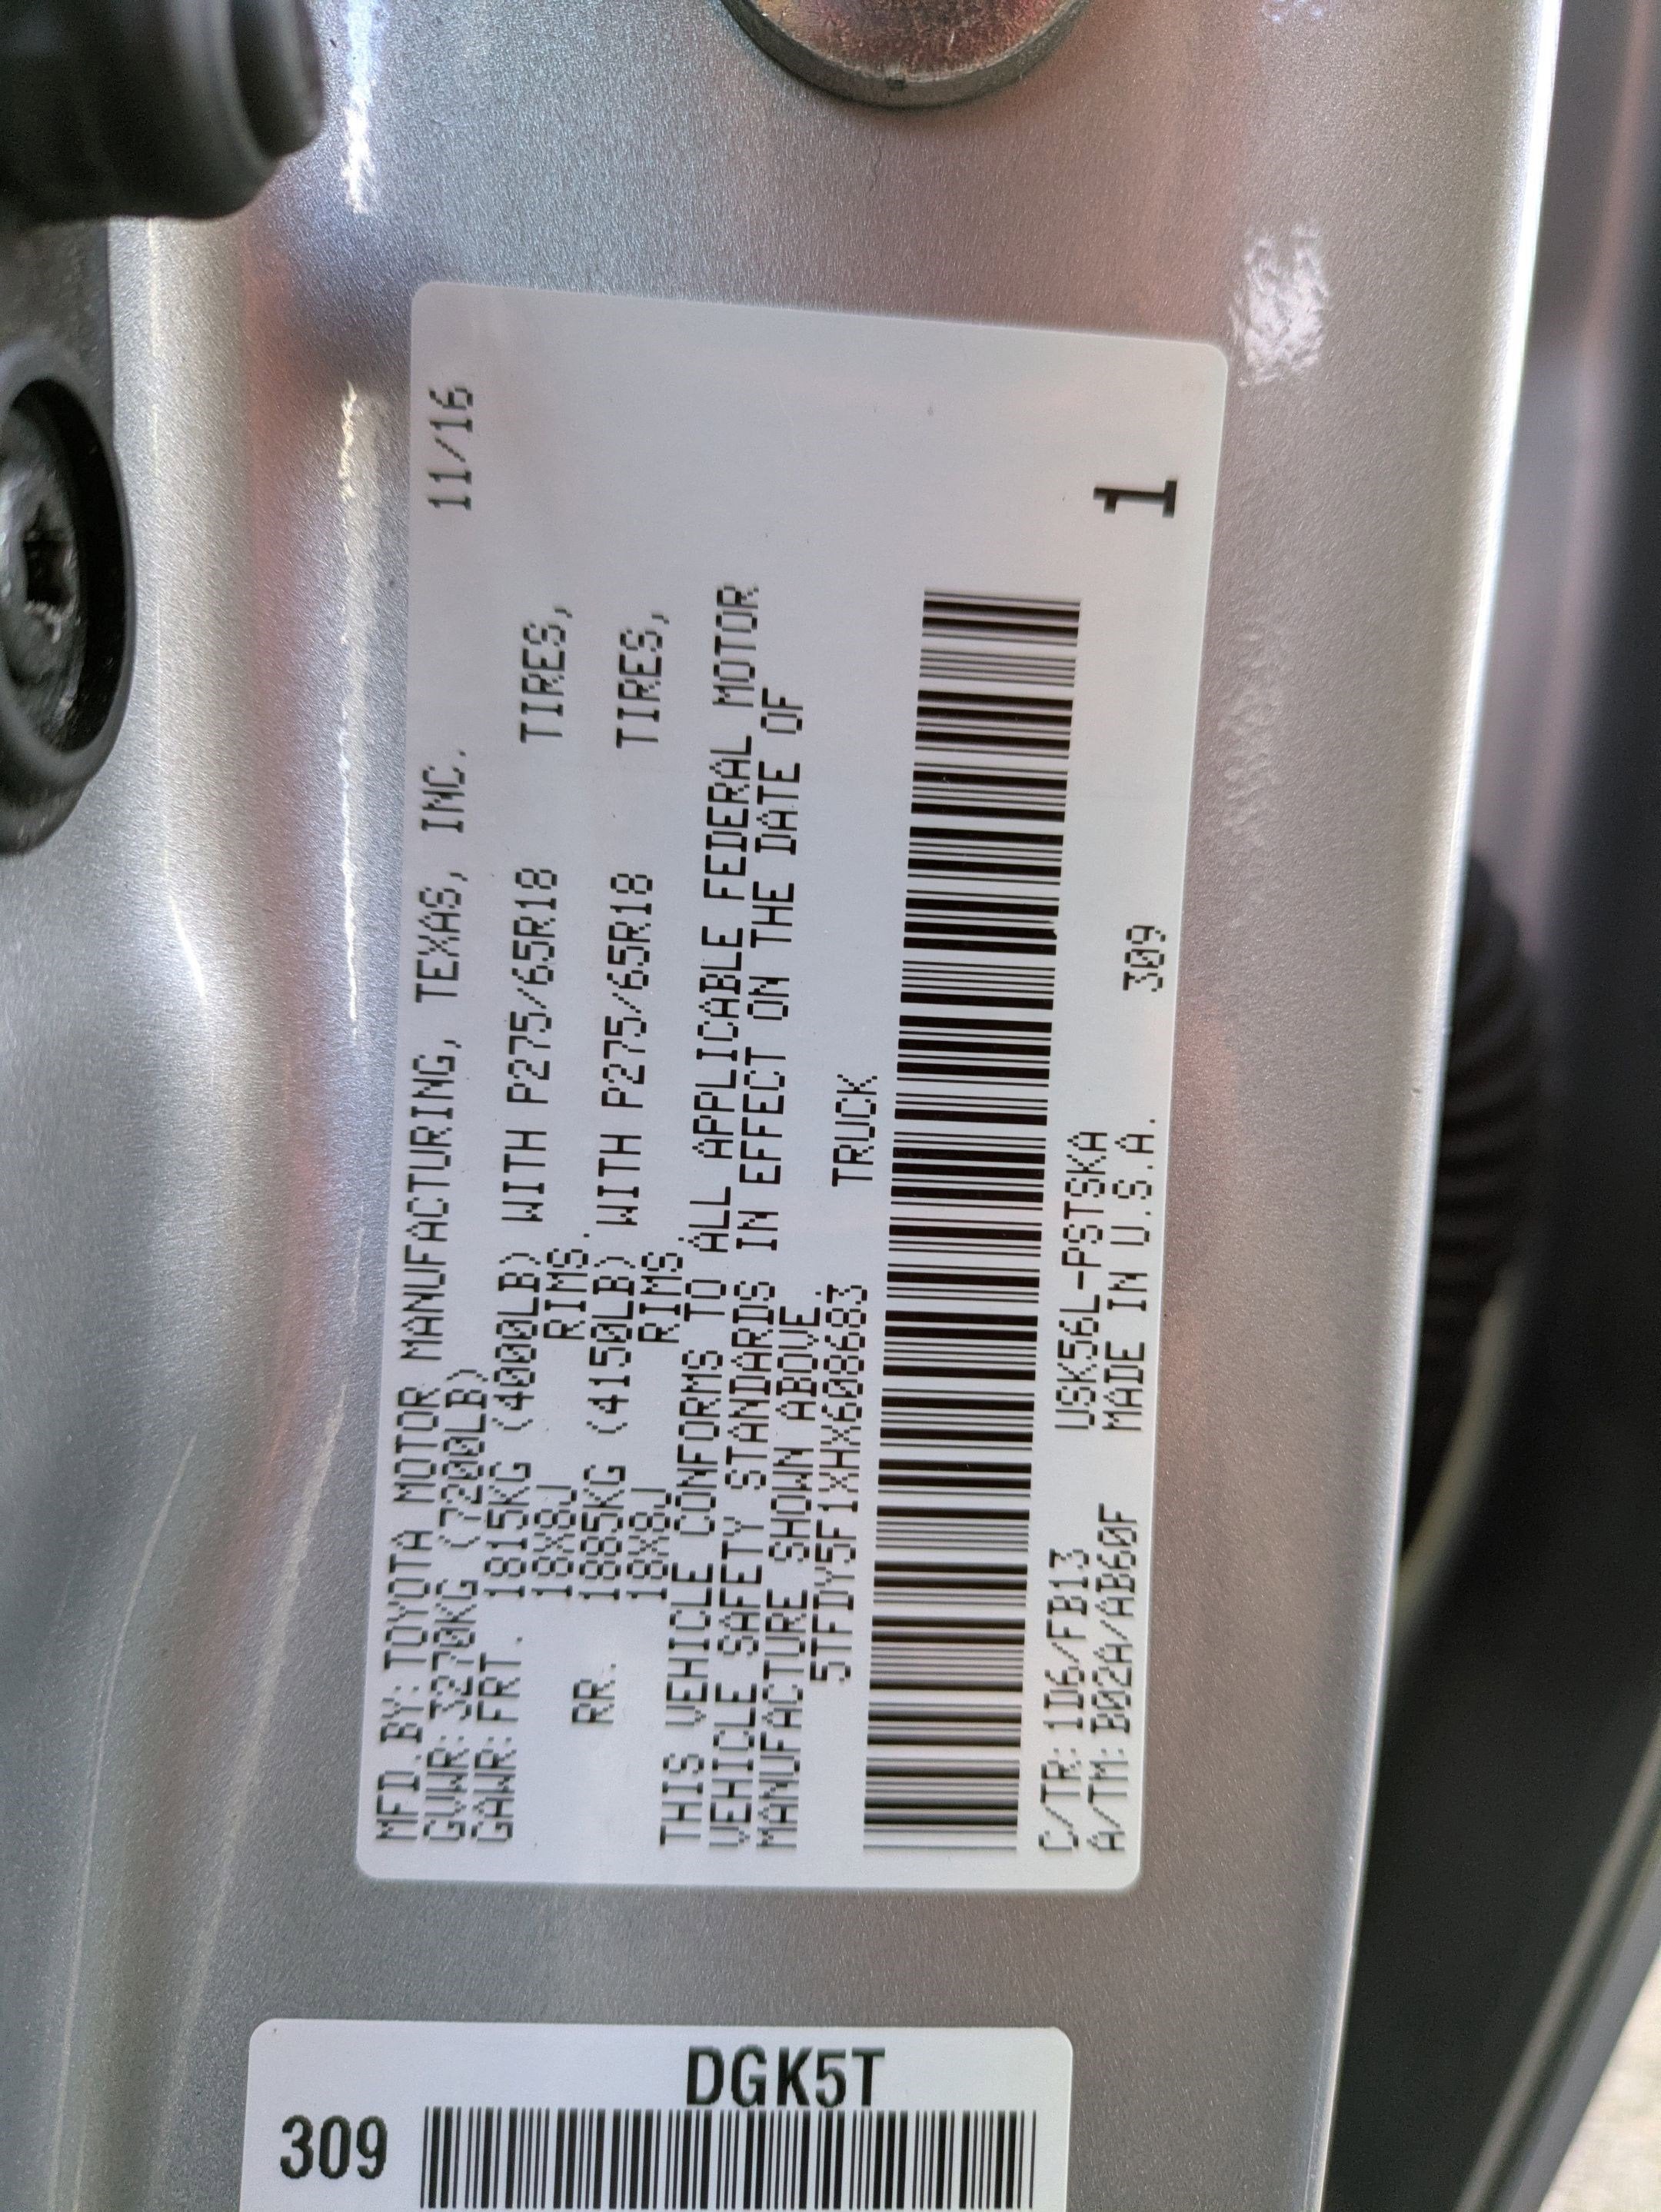 MFD.BY: TOYOTA MOTOR MANUFACTURING, TEXAS, INC. 11/16
GVWR: 3270KG (7200LB)
GAWR: FRT. 1815KG (4000LB) WITH P275/65R18 TIRES,
18X8J RIMS.
RR. 1885KG (4150LB) WITH P275/65R18 TIRES,
18X8J RIMS.
THIS VEHICLE CONFORMS TO ALL APPLICABLE FEDERAL MOTOR
VEHICLE SAFETY STANDARDS IN EFFECT ON THE DATE OF
MANUFACTURE SHOWN ABOVE.
5TFDY5F1XHX608683 TRUCK
C/TR: 1D6/FB13 USK56L-PSTSKA
A/TM: B02A/AB60F MADE IN U.S.A. 309 1
309
DGK5T